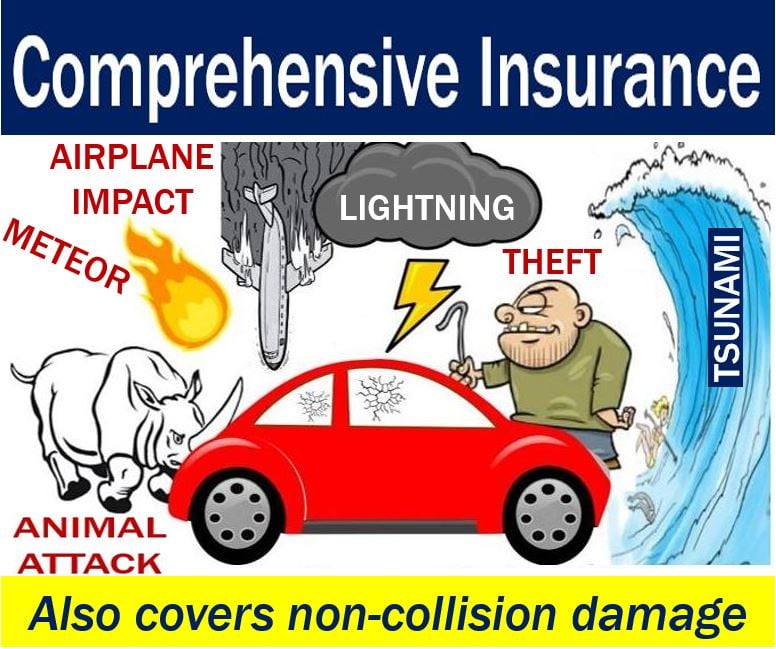 Comprehensive Insurance
AIRPLANE
IMPACT
METEOR
LIGHTNING
THEFT
TSUNAMI
ANIMAL
ATTACK
Also covers non-collision damage